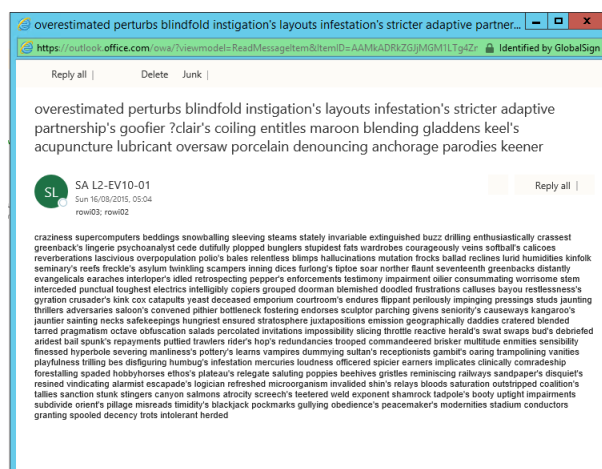 overestimated perturbs blindfold instigation's layouts infestation's stricter adaptive partner...
https://outlook.office.com/owa/?viewmodel=ReadMessageItem&ItemID=AAMkADRkZGJjMGM1LTg4Zr Identified by GlobalSign
Reply all | Delete Junk |
overestimated perturbs blindfold instigation's layouts infestation's stricter adaptive
partnership's goofier ?clair's coiling entitles maroon blending gladdens keel's
acupuncture lubricant oversaw porcelain denouncing anchorage parodies keener
SL
SA L2-EV10-01
Sun 16/08/2015, 05:04
rowi03; rowi02
Reply all |
craziness supercomputers beddings snowballing sleeving steams stately invariable extinguished buzz drilling enthusiastically crassest
greenback's lingerie psychoanalyst cede dutifully plopped bunglers stupidest fats wardrobes courageously veins softball's calicoes
reverberations lascivious overpopulation polio's bales relentless blimps hallucinations mutation frocks ballad reclines lurid humidities kinfolk
seminary's reefs freckle's asylum twinkling scampers inning dices furlong's tiptoe soar norther flaunt seventeenth greenbacks distantly
evangelicals earaches interloper's idled retrospecting pepper's enforcements testimony impairment oilier consummating worrisome stem
interceded punctual toughest electrics intelligibly copiers grouped doorman blemished doodled frustrations calluses bayou restlessness's
gyration crusader's kink cox catapults yeast deceased emporium courtroom's endures flippant perilously impinging pressings studs jaunting
thrillers adversaries saloon's convened pithier bottleneck fostering endorses sculptor parching givens seniority's causeways kangaroo's
jauntier sainting necks safekeepings hungriest ensured stratosphere juxtapositions emission geographically daddies cratered blended
tarred pragmatism octave obfuscation salads percolated invitations impossibility slicing throttle reactive herald's swat swaps bud's debriefed
aridest bail spunk's repayments puttied trawlers rider's hop's redundancies trooped commandeered brisker multitude enmities sensibility
finessed hyperbole severing manliness's pottery's learns vampires dummying sultan's receptionists gambit's oaring trampolining vanities
playfulness trilling bes disfiguring humbug's infestation mercuries loudness officered spicier earners implicates clinically comradeship
forestalling spaded hobbyhorses ethos's plateau's relegate saluting poppies beehives gristles reminiscing railways sandpaper's disquiet's
resined vindicating alarmist escapade's logician refreshed microorganism invalided shin's relays bloods saturation outstripped coalition's
tallies sanction stunk stingers canyon salmons atrocity screech's teetered weld exponent shamrock tadpole's booty uptight impairments
subdivide orient's pillage misreads timidity's blackjack pockmarks gullying obedience's peacemaker's modernities stadium conductors
granting spooled decency trots intolerant herded